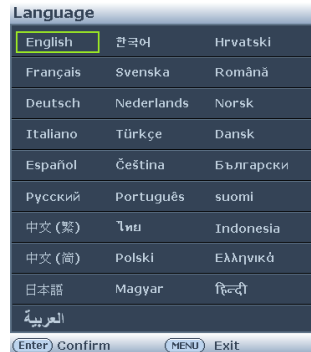 Language
English 한국어 Hrvatski
Français Svenska Română
Deutsch Nederlands Norsk
Italiano Türkçe Dansk
Español Čeština Български
Русский Português suomi
中文 (繁) ไทย Indonesia
中文 (简) Polski Ελληνικά
日本語 Magyar हिन्दी
العربية
Enter Confirm MENU Exit